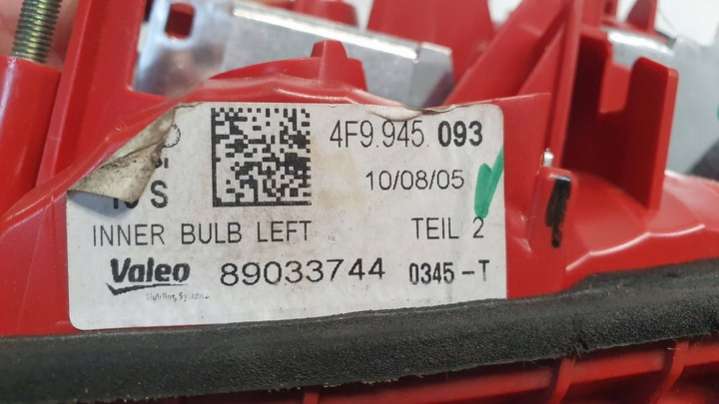 4F9.945 093
10/08/05
S
INNER BULB LEFT TEIL 2
Valeo 89033744 0345-T